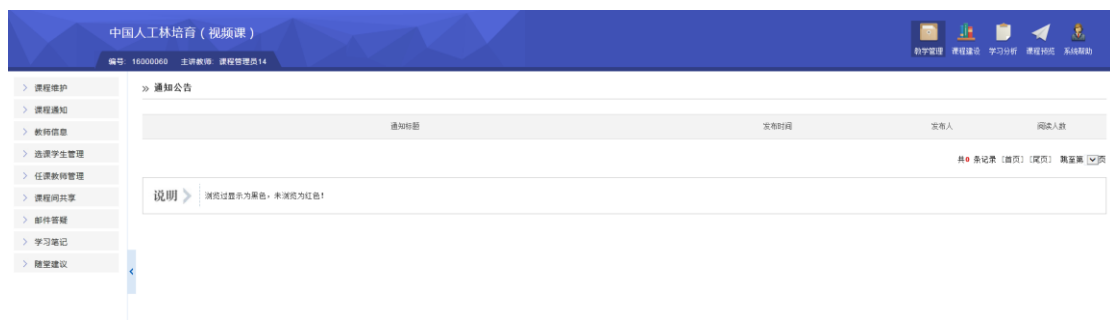 中国人工林培育（视频课）
编号: 16000060 主讲教师: 课程管理员14
教学管理 课程建设 学习分析 课程预览 系统帮助
课程维护
课程通知
教师信息
选课学生管理
任课教师管理
课程间共享
邮件答疑
学习笔记
随堂建议
» 通知公告
通知标题 发布时间 发布人 阅读人数
共0 条记录 [首页] [尾页] 跳至第 页
说明 浏览过显示为黑色，未浏览为红色!